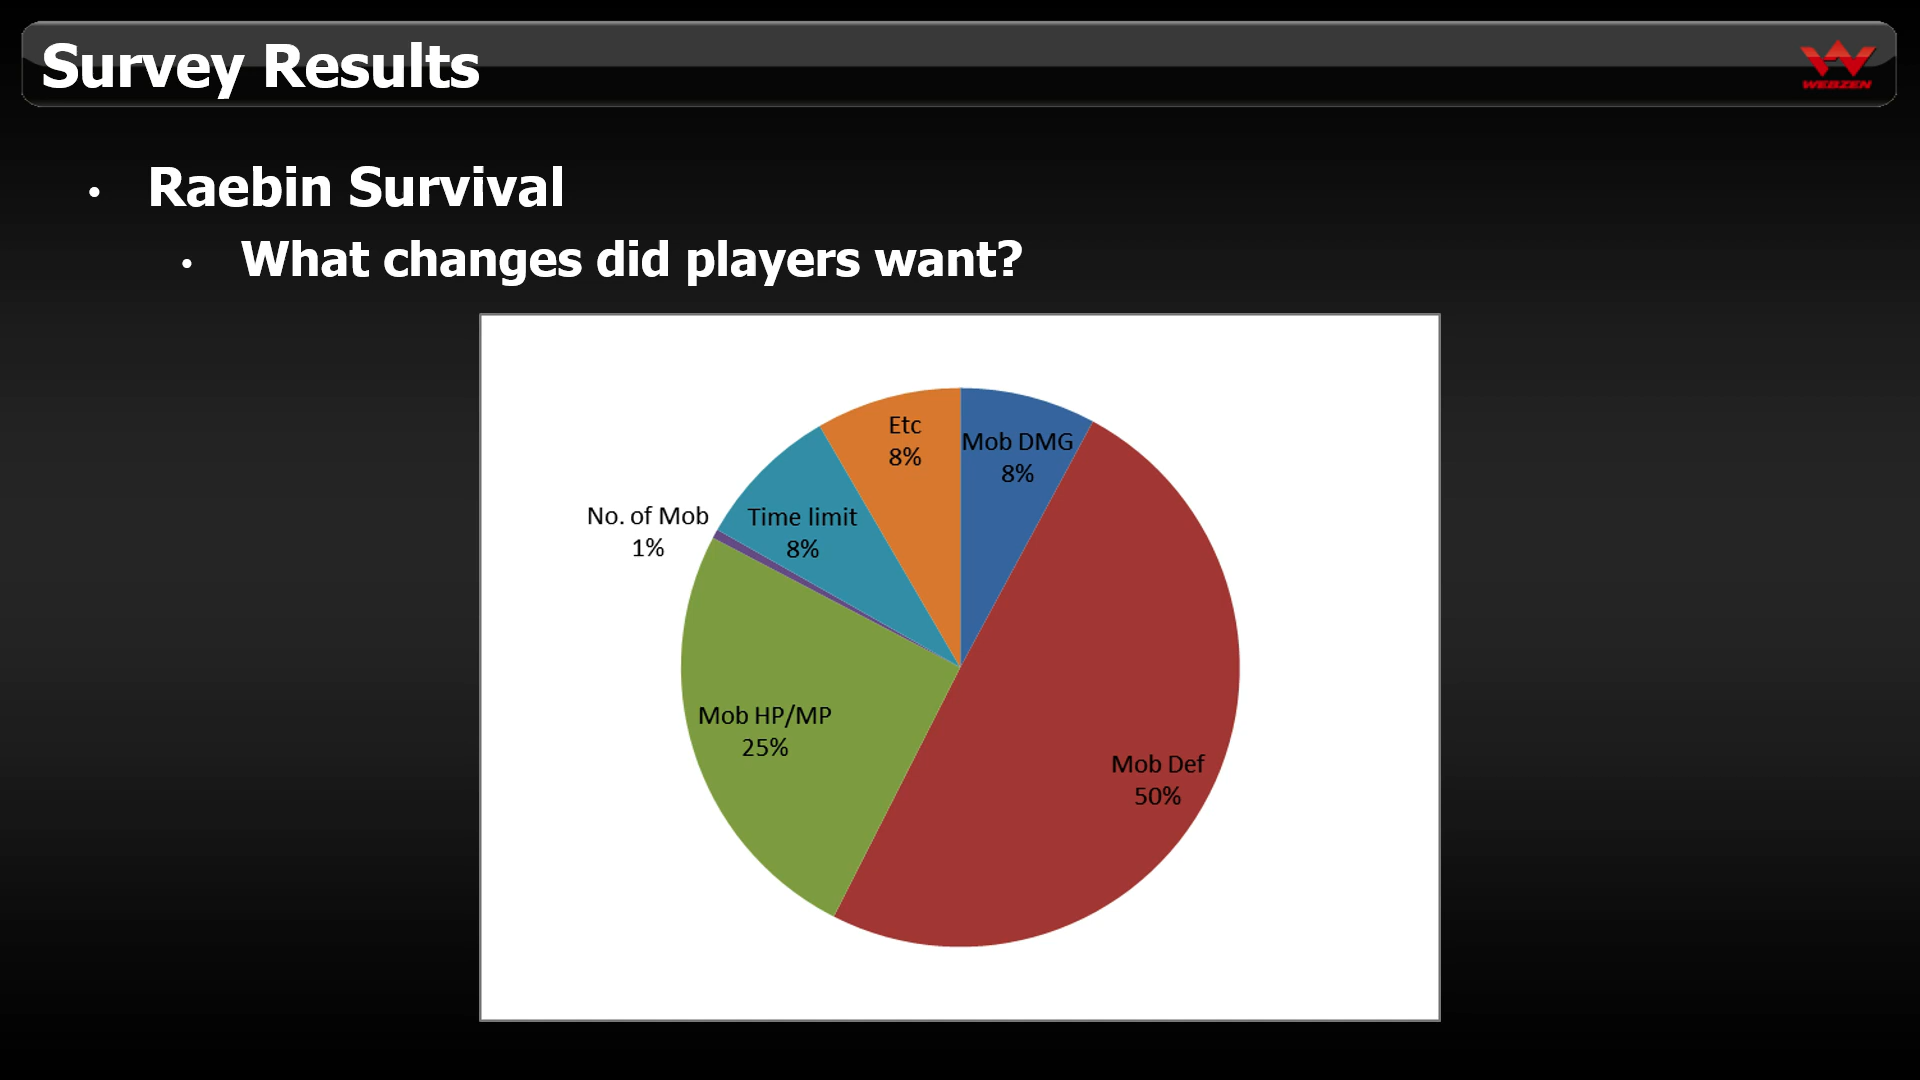 Survey Results
WEBZEN
• Raebin Survival
• What changes did players want?
Etc
8%
Mob DMG
8%
No. of Mob
1%
Time limit
8%
Mob HP/MP
25%
Mob Def
50%